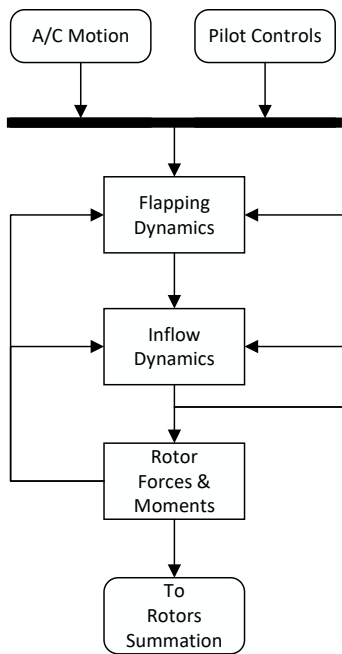 A/C Motion
Pilot Controls
Flapping
Dynamics
Inflow
Dynamics
Rotor
Forces &
Moments
To
Rotors
Summation